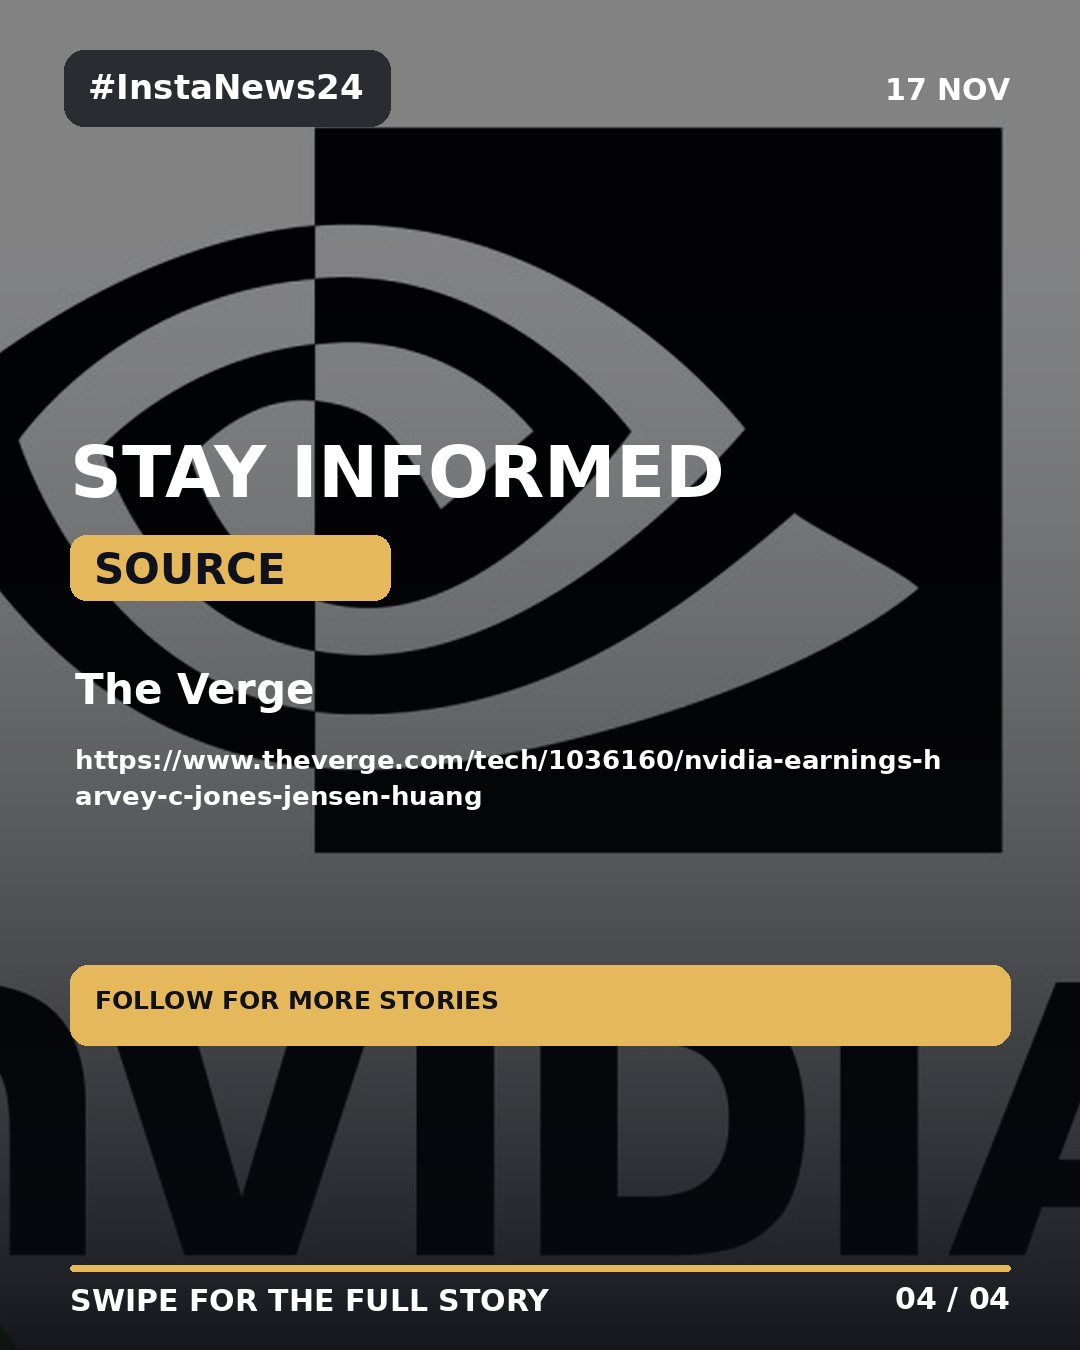 #InstaNews24
17 NOV
STAY INFORMED
SOURCE
The Verge
https://www.theverge.com/tech/1036160/nvidia-earnings-h
arvey-c-jones-jensen-huang
FOLLOW FOR MORE STORIES
nVIDIA
SWIPE FOR THE FULL STORY
04 / 04